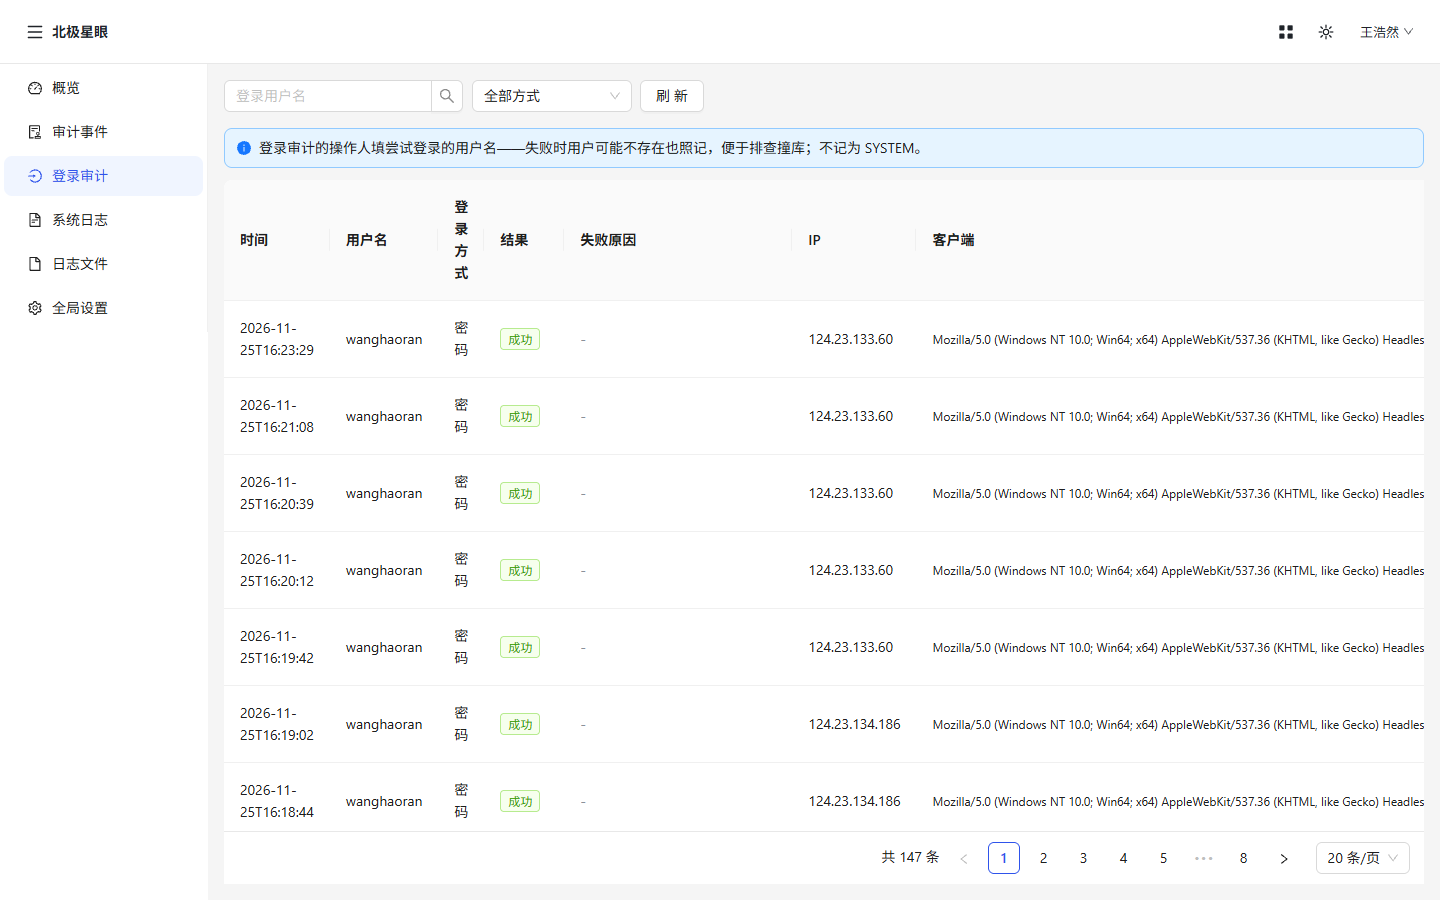 北极星眼
王浩然
概览
审计事件
登录审计
系统日志
日志文件
全局设置
登录用户名
全部方式
刷 新
登录审计的操作人填尝试登录的用户名——失败时用户可能不存在也照记，便于排查撞库；不记为 SYSTEM。
时间 用户名 登录方式 结果 失败原因 IP 客户端
2026-11-25T16:23:29 wanghaoran 密码 成功 - 124.23.133.60 Mozilla/5.0 (Windows NT 10.0; Win64; x64) AppleWebKit/537.36 (KHTML, like Gecko) Headles
2026-11-25T16:21:08 wanghaoran 密码 成功 - 124.23.133.60 Mozilla/5.0 (Windows NT 10.0; Win64; x64) AppleWebKit/537.36 (KHTML, like Gecko) Headles
2026-11-25T16:20:39 wanghaoran 密码 成功 - 124.23.133.60 Mozilla/5.0 (Windows NT 10.0; Win64; x64) AppleWebKit/537.36 (KHTML, like Gecko) Headles
2026-11-25T16:20:12 wanghaoran 密码 成功 - 124.23.133.60 Mozilla/5.0 (Windows NT 10.0; Win64; x64) AppleWebKit/537.36 (KHTML, like Gecko) Headles
2026-11-25T16:19:42 wanghaoran 密码 成功 - 124.23.133.60 Mozilla/5.0 (Windows NT 10.0; Win64; x64) AppleWebKit/537.36 (KHTML, like Gecko) Headles
2026-11-25T16:19:02 wanghaoran 密码 成功 - 124.23.134.186 Mozilla/5.0 (Windows NT 10.0; Win64; x64) AppleWebKit/537.36 (KHTML, like Gecko) Headles
2026-11-25T16:18:44 wanghaoran 密码 成功 - 124.23.134.186 Mozilla/5.0 (Windows NT 10.0; Win64; x64) AppleWebKit/537.36 (KHTML, like Gecko) Headles
共 147 条 1 2 3 4 5 ••• 8 20 条/页